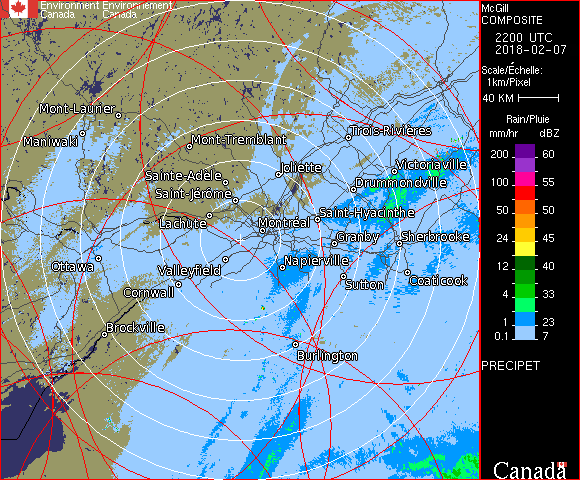 Environment Environnement
Canada Canada
McGill
COMPOSITE
2200 UTC
2018-02-07
Scale/Échelle:
1km/Pixel
40 KM
Rain/Pluie
mm/hr dBZ
200 60
100 55
50 50
24 45
12 40
4 33
1 23
0.1 7
PRECIPET
Canada
Mont-Laurier
Maniwaki
Mont-Tremblant
Trois-Rivières
Joliette
Victoriaville
Sainte-Adèle
Drummondville
Saint-Jérôme
Lachute
Montréal
Saint-Hyacinthe
Granby
Sherbrooke
Ottawa
Valleyfield
Napierville
Cornwall
Sutton
Coaticook
Brockville
Burlington